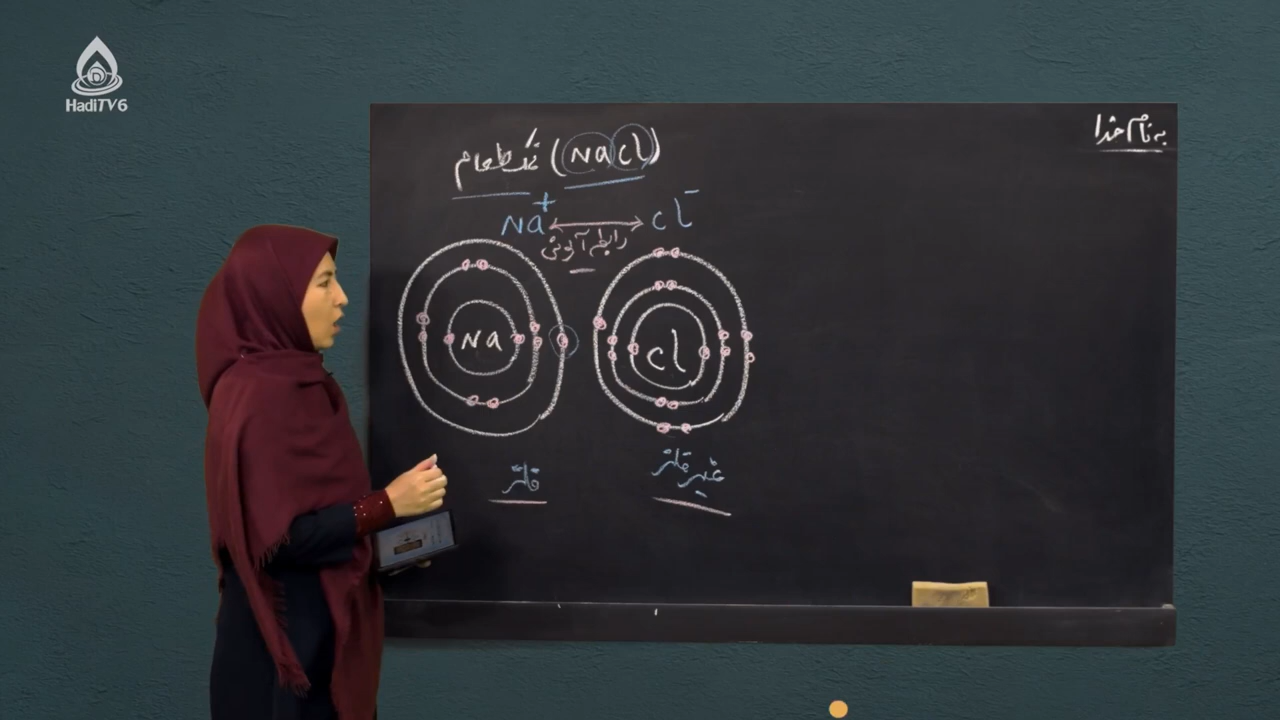 HadiTV6
به نام خدا
نمک طعام (NaCl)
Na⁺ ↔ Cl⁻
رابطه آیونی
Na Cl
فلز غیر فلز